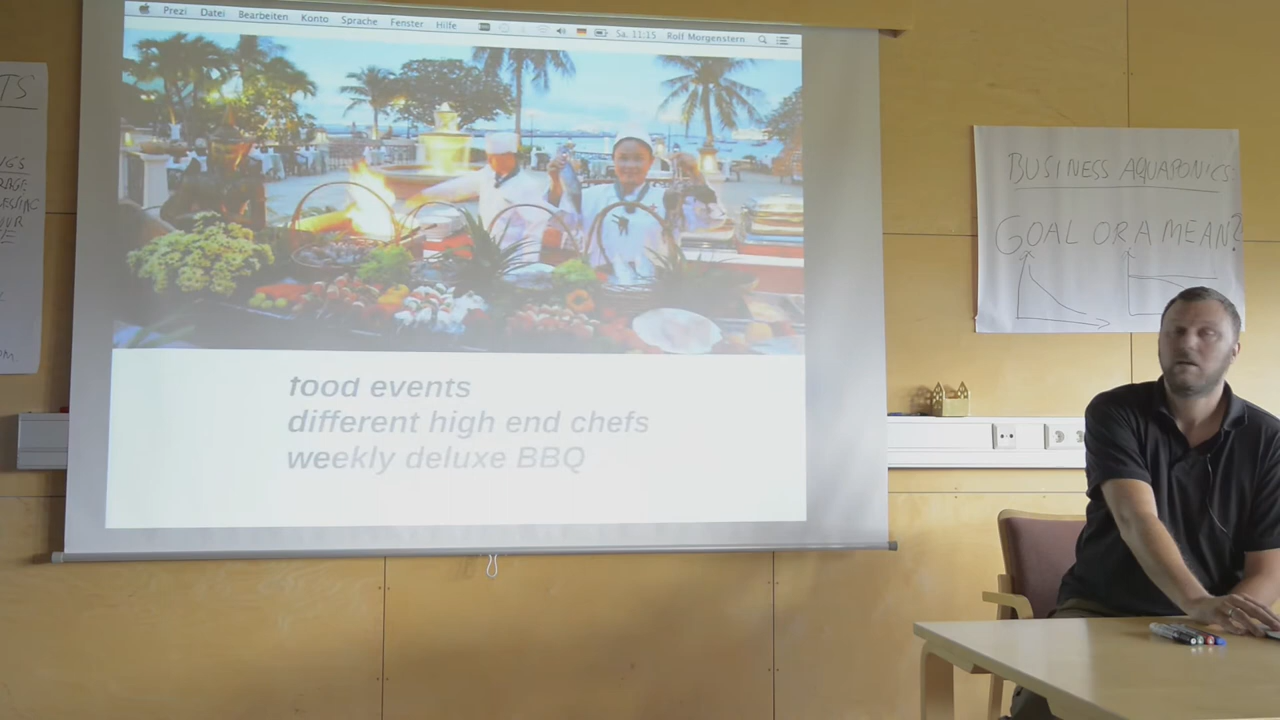 Prezi Datei Bearbeiten Konto Sprache Fenster Hilfe Sa. 11:15 Rolf Morgenstern
food events
different high end chefs
weekly deluxe BBQ
BUSINESS AQUAPONICS
GOAL OR A MEAN?
TS